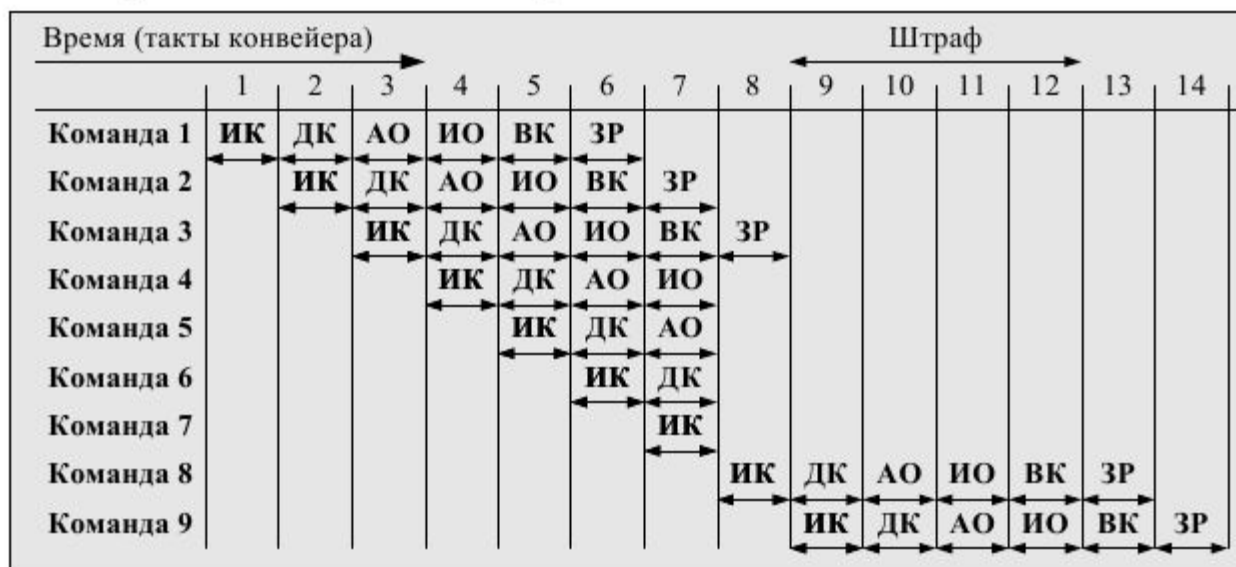 Время (такты конвейера) Штраф
1 2 3 4 5 6 7 8 9 10 11 12 13 14
Команда 1 ИК ДК АО ИО ВК ЗР
Команда 2 ИК ДК АО ИО ВК ЗР
Команда 3 ИК ДК АО ИО ВК ЗР
Команда 4 ИК ДК АО ИО
Команда 5 ИК ДК АО
Команда 6 ИК ДК
Команда 7 ИК
Команда 8 ИК ДК АО ИО ВК ЗР
Команда 9 ИК ДК АО ИО ВК ЗР